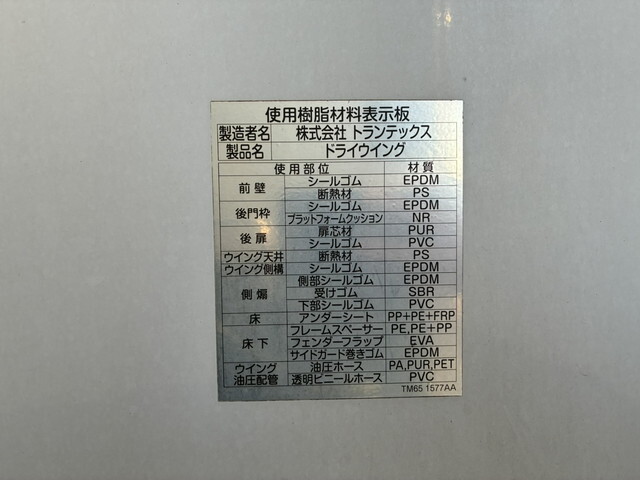 使用樹脂材料表示板
製造者名 株式会社 トランテックス
製品名 ドライウイング
使用部位 材質
前壁 シールゴム EPDM
断熱材 PS
後門枠 シールゴム EPDM
プラットフォームクッション NR
後扉 扉芯材 PUR
シールゴム PVC
ウイング天井 断熱材 PS
ウイング側構 シールゴム EPDM
側煽 側部シールゴム EPDM
受けゴム SBR
下部シールゴム PVC
床 アンダーシート PP+PE+FRP
床下 フレームスペーサー PE,PE+PP
フェンダーフラップ EVA
サイドガード巻きゴム EPDM
ウイング油圧配管 油圧ホース PA,PUR,PET
透明ビニールホース PVC
TM65 1577AA